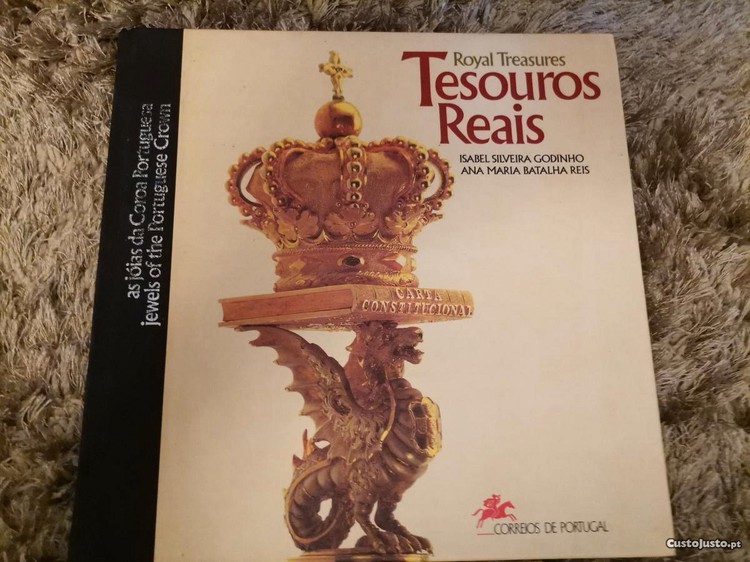 Royal Treasures
Tesouros
Reais
ISABEL SILVEIRA GODINHO
ANA MARIA BATALHA REIS
as jóias da Coroa Portuguesa
jewels of the Portuguese Crown
CARTA
CONSTITUCIONAL
CORREIOS DE PORTUGAL
CustoJusto.pt